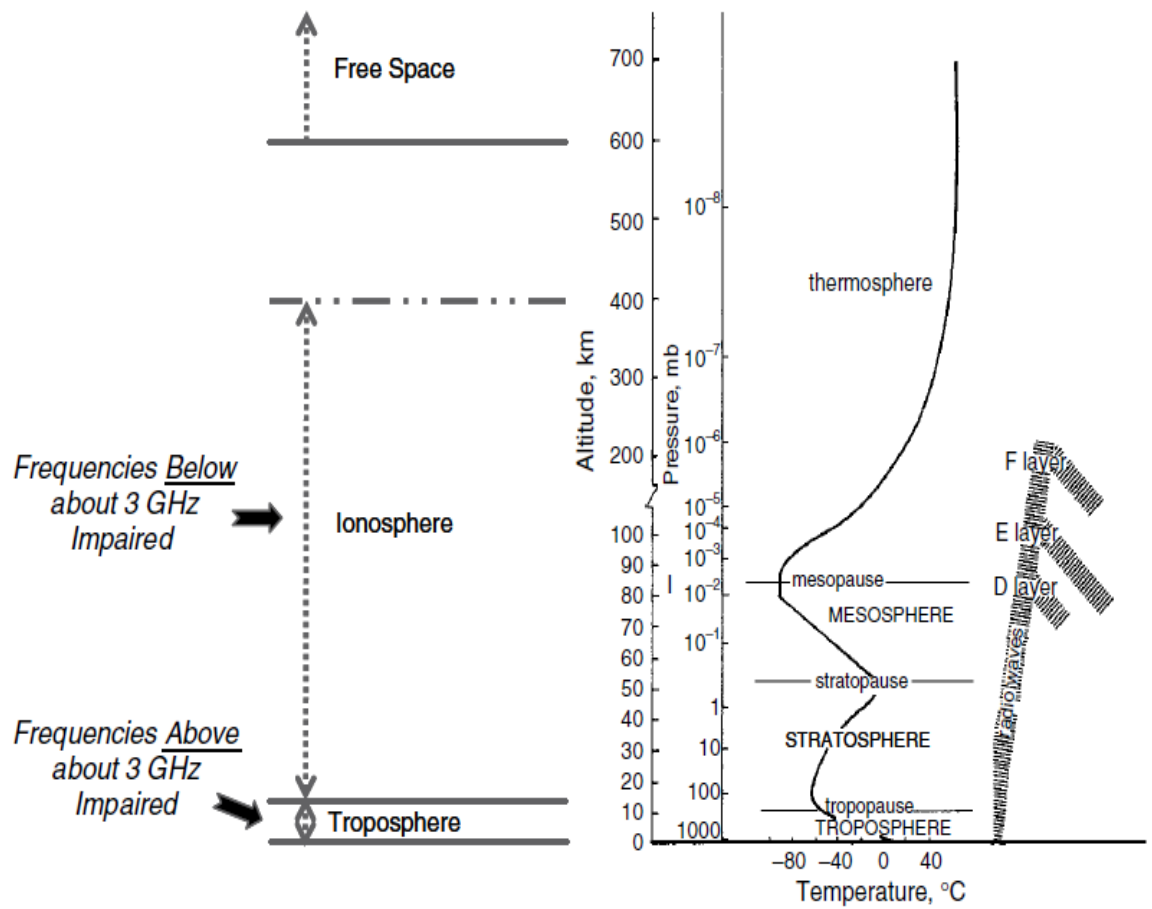 Free Space
Frequencies Below
about 3 GHz
Impaired
Ionosphere
Frequencies Above
about 3 GHz
Impaired
Troposphere
Altitude, km
700
600
500
400
300
200
100
90
80
70
60
50
40
30
20
10
0
Pressure, mb
10⁻⁸
10⁻⁷
10⁻⁶
10⁻⁵
10⁻⁴
10⁻³
10⁻²
10⁻¹
1
10
100
1000
thermosphere
mesopause
MESOSPHERE
stratopause
STRATOSPHERE
tropopause
TROPOSPHERE
−80 −40 0 40
Temperature, °C
F layer
E layer
D layer
radio waves